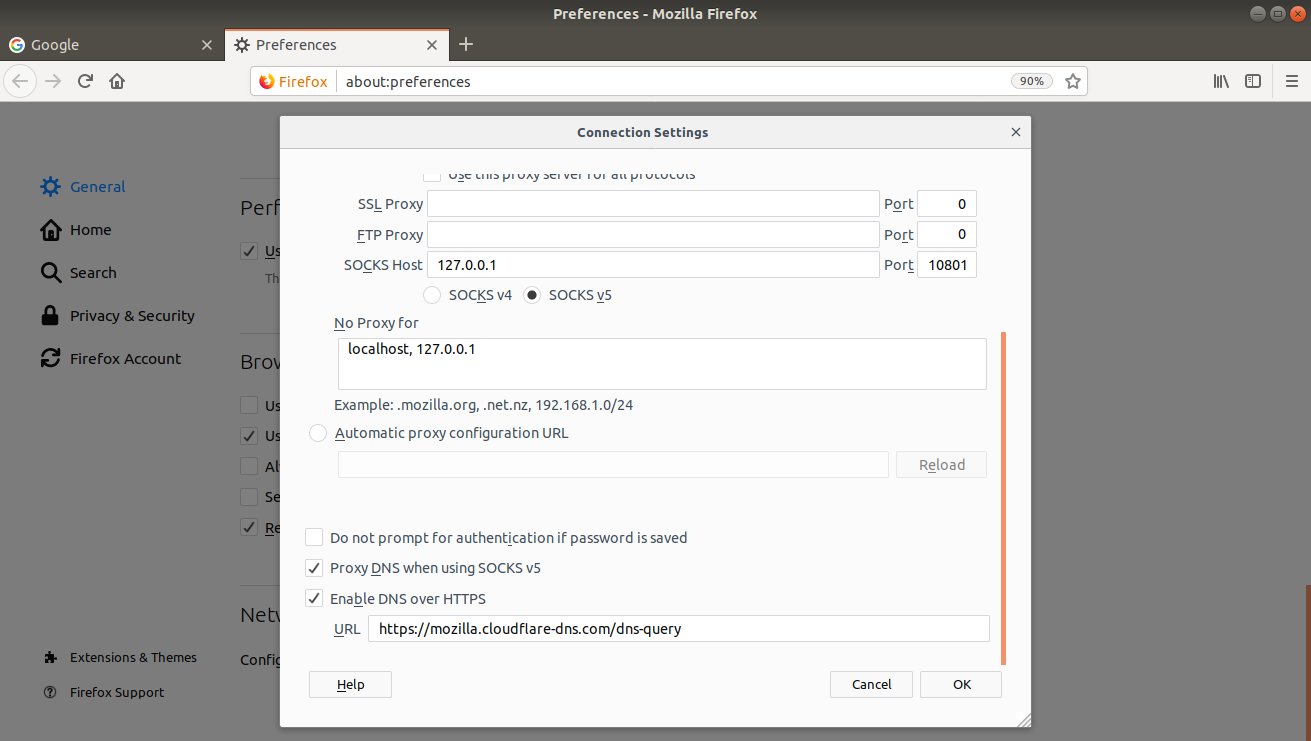 Preferences - Mozilla Firefox
Google
Preferences
Firefox
about:preferences
90%
Connection Settings
Use this proxy server for all protocols
General
SSL Proxy
Port
0
Perf
Home
FTP Proxy
Port
0
Us
SOCKS Host
127.0.0.1
Port
10801
Search
Th
SOCKS v4
SOCKS v5
Privacy & Security
No Proxy for
localhost, 127.0.0.1
Firefox Account
Brow
Us
Example: .mozilla.org, .net.nz, 192.168.1.0/24
Us
Automatic proxy configuration URL
Al
Reload
Se
Re
Do not prompt for authentication if password is saved
Proxy DNS when using SOCKS v5
Enable DNS over HTTPS
Netw
URL
https://mozilla.cloudflare-dns.com/dns-query
Extensions & Themes
Config
Firefox Support
Help
Cancel
OK